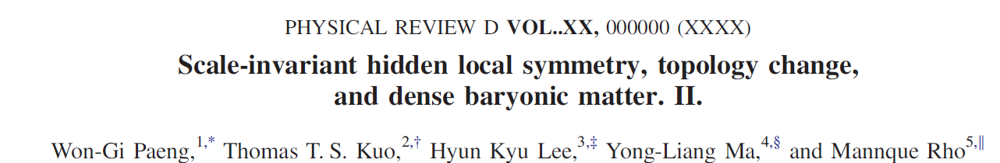 PHYSICAL REVIEW D VOL..XX, 000000 (XXXX)
Scale-invariant hidden local symmetry, topology change,
and dense baryonic matter. II.
Won-Gi Paeng,1,* Thomas T. S. Kuo,2,† Hyun Kyu Lee,3,‡ Yong-Liang Ma,4,§ and Mannque Rho5,∥